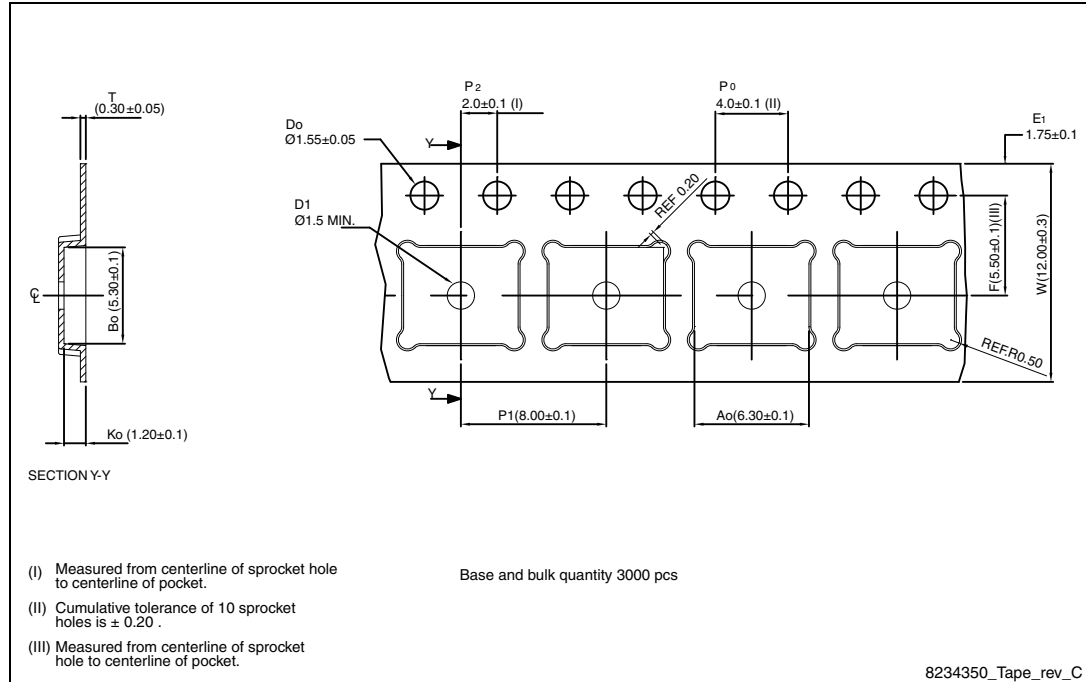 T
(0.30±0.05)
P2
2.0±0.1 (I)
P0
4.0±0.1 (II)
Do
Ø1.55±0.05
E1
1.75±0.1
Y
D1
Ø1.5 MIN.
REF 0.20
F(5.50±0.1)(III)
W(12.00±0.3)
℄
Bo (5.30±0.1)
REF.R0.50
Y
P1(8.00±0.1)
Ao(6.30±0.1)
Ko (1.20±0.1)
SECTION Y-Y
(I) Measured from centerline of sprocket hole
to centerline of pocket.
Base and bulk quantity 3000 pcs
(II) Cumulative tolerance of 10 sprocket
holes is ± 0.20 .
(III) Measured from centerline of sprocket
hole to centerline of pocket.
8234350_Tape_rev_C